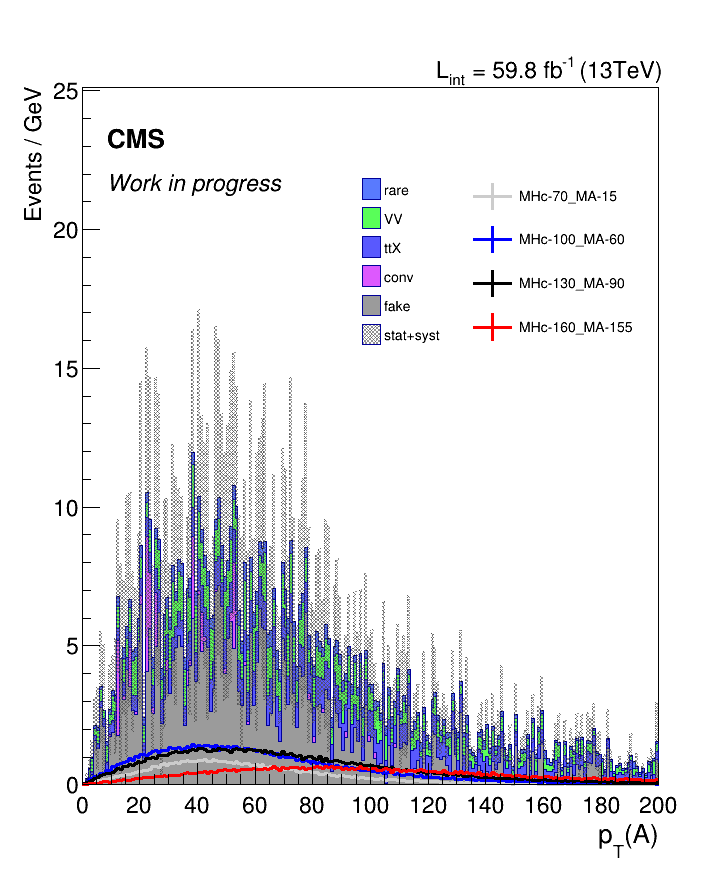 L_int = 59.8 fb^-1 (13TeV)
Events / GeV
25
20
15
10
5
0
CMS
Work in progress
rare
VV
ttX
conv
fake
stat+syst
MHc-70_MA-15
MHc-100_MA-60
MHc-130_MA-90
MHc-160_MA-155
0 20 40 60 80 100 120 140 160 180 200
p_T(A)